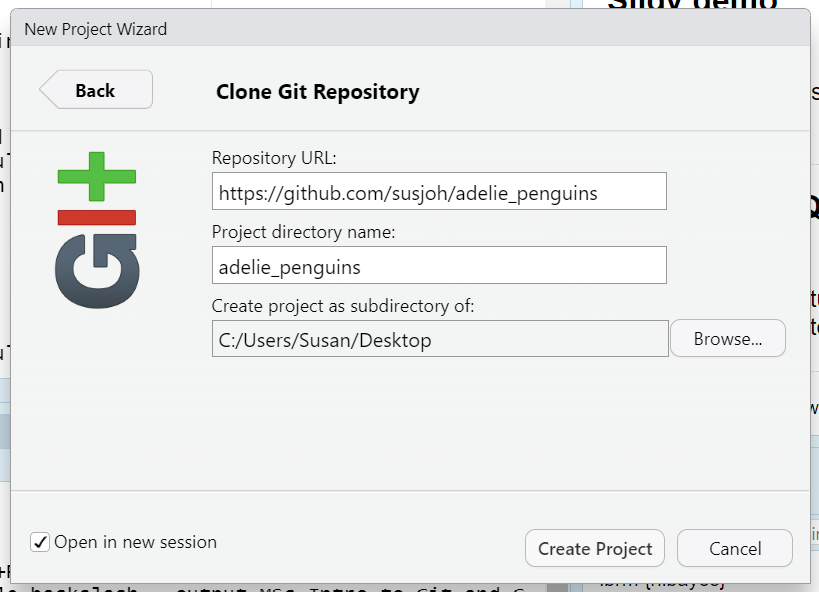 New Project Wizard
Back
Clone Git Repository
GIt
Repository URL:
https://github.com/susjoh/adelie_penguins
Project directory name:
adelie_penguins
Create project as subdirectory of:
C:/Users/Susan/Desktop
Browse...
Open in new session
Create Project
Cancel